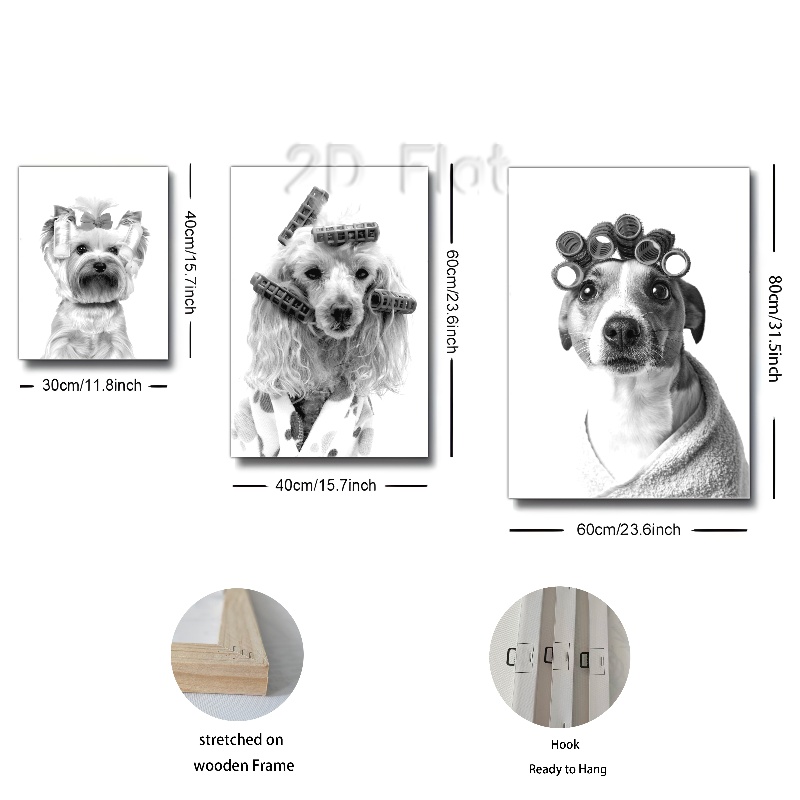 2D Flat
40cm/15.7inch
60cm/23.6inch
80cm/31.5inch
30cm/11.8inch
40cm/15.7inch
60cm/23.6inch
stretched on
wooden Frame
Hook
Ready to Hang